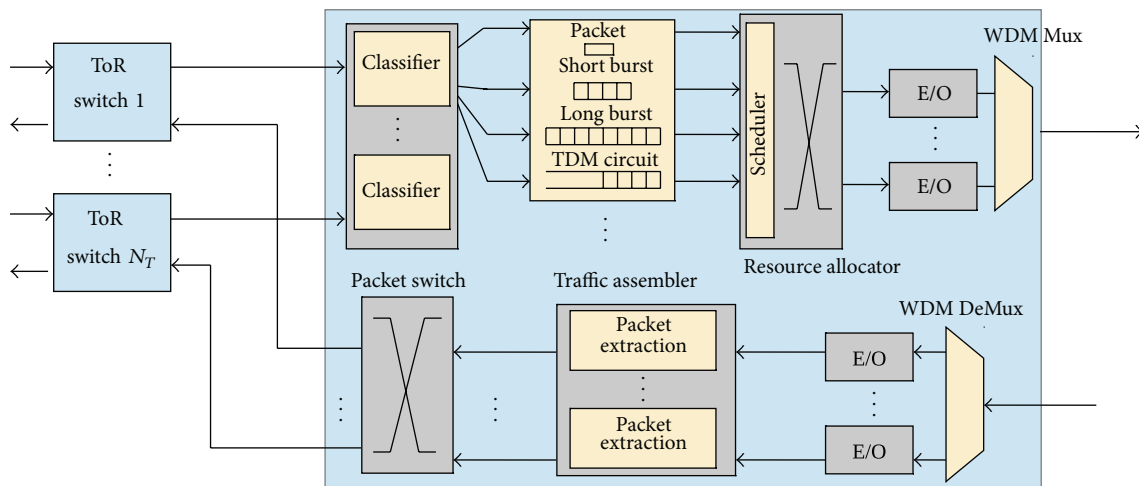 ToR
switch 1
ToR
switch N_T
Classifier
Classifier
Packet
Short burst
Long burst
TDM circuit
Scheduler
Resource allocator
E/O
E/O
WDM Mux
Packet switch
Traffic assembler
Packet
extraction
Packet
extraction
E/O
E/O
WDM DeMux